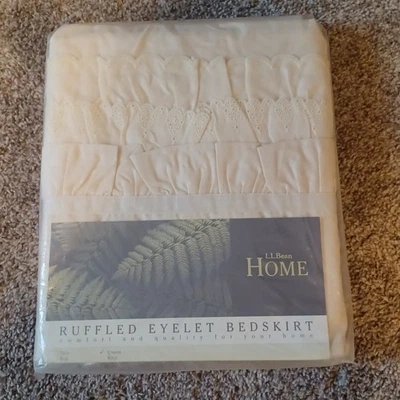 L.L.Bean
HOME
RUFFLED EYELET BEDSKIRT
comfort and quality for your home